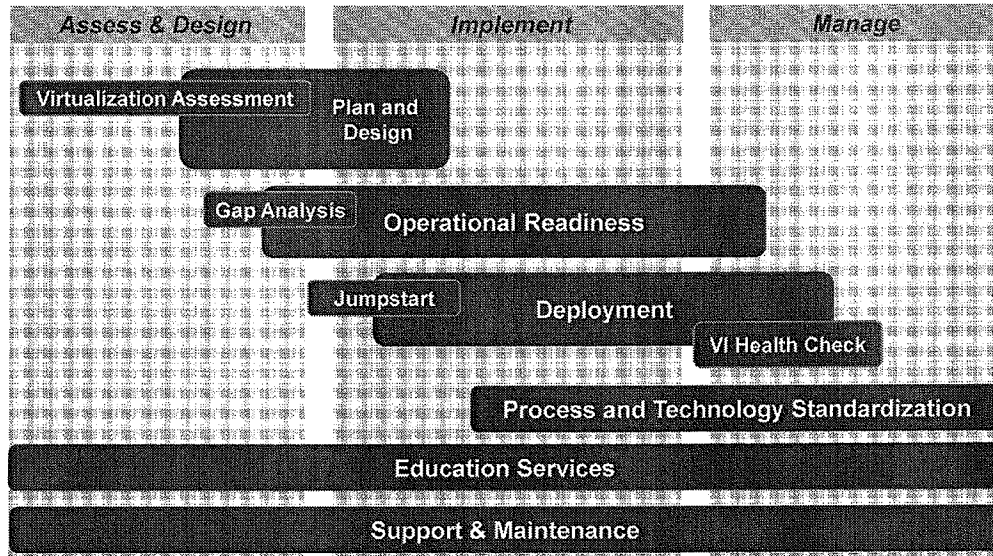 Assess & Design
Implement
Manage
Virtualization Assessment
Plan and
Design
Gap Analysis
Operational Readiness
Jumpstart
Deployment
VI Health Check
Process and Technology Standardization
Education Services
Support & Maintenance